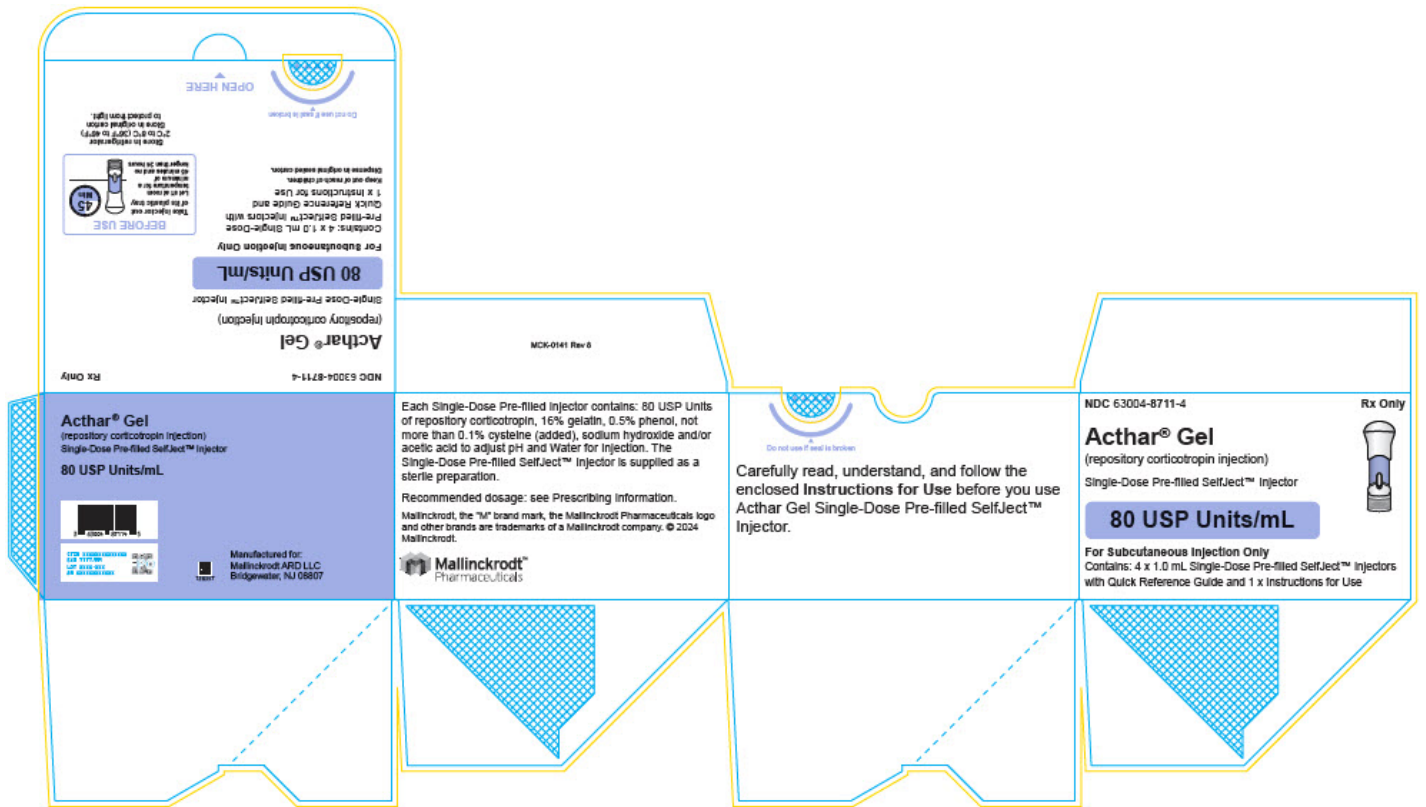 OPEN HERE
Do not use if seal is broken
Store in refrigerator
2°C to 8°C (36°F to 46°F)
Store in original carton
to protect from light.
BEFORE USE
Take injector out
of its plastic tray
Let sit at room
temperature for a
minimum of
45 minutes and no
longer than 24 hours
45
Mins
NDC 63004-8711-4
Rx Only
Acthar® Gel
(repository corticotropin injection)
Single-Dose Pre-filled SelfJect™ Injector
80 USP Units/mL
For Subcutaneous Injection Only
Contains: 4 x 1.0 mL Single-Dose
Pre-filled SelfJect™ Injectors with
Quick Reference Guide and
1 x Instructions for Use
Keep out of reach of children.
Dispense in original sealed carton.
MCK-0141 Rev 6
Acthar® Gel
(repository corticotropin injection)
Single-Dose Pre-filled SelfJect™ Injector
80 USP Units/mL
Manufactured for:
Mallinckrodt ARD LLC
Bridgewater, NJ 08807
Each Single-Dose Pre-filled Injector contains: 80 USP Units
of repository corticotropin, 16% gelatin, 0.5% phenol, not
more than 0.1% cysteine (added), sodium hydroxide and/or
acetic acid to adjust pH and Water for Injection. The
Single-Dose Pre-filled SelfJect™ Injector is supplied as a
sterile preparation.
Recommended dosage: see Prescribing Information.
Mallinckrodt, the "M" brand mark, the Mallinckrodt Pharmaceuticals logo
and other brands are trademarks of a Mallinckrodt company. © 2024
Mallinckrodt.
Mallinckrodt™
Pharmaceuticals
Do not use if seal is broken
Carefully read, understand, and follow the
enclosed Instructions for Use before you use
Acthar Gel Single-Dose Pre-filled SelfJect™
Injector.
NDC 63004-8711-4
Rx Only
Acthar® Gel
(repository corticotropin injection)
Single-Dose Pre-filled SelfJect™ Injector
80 USP Units/mL
For Subcutaneous Injection Only
Contains: 4 x 1.0 mL Single-Dose Pre-filled SelfJect™ Injectors
with Quick Reference Guide and 1 x Instructions for Use